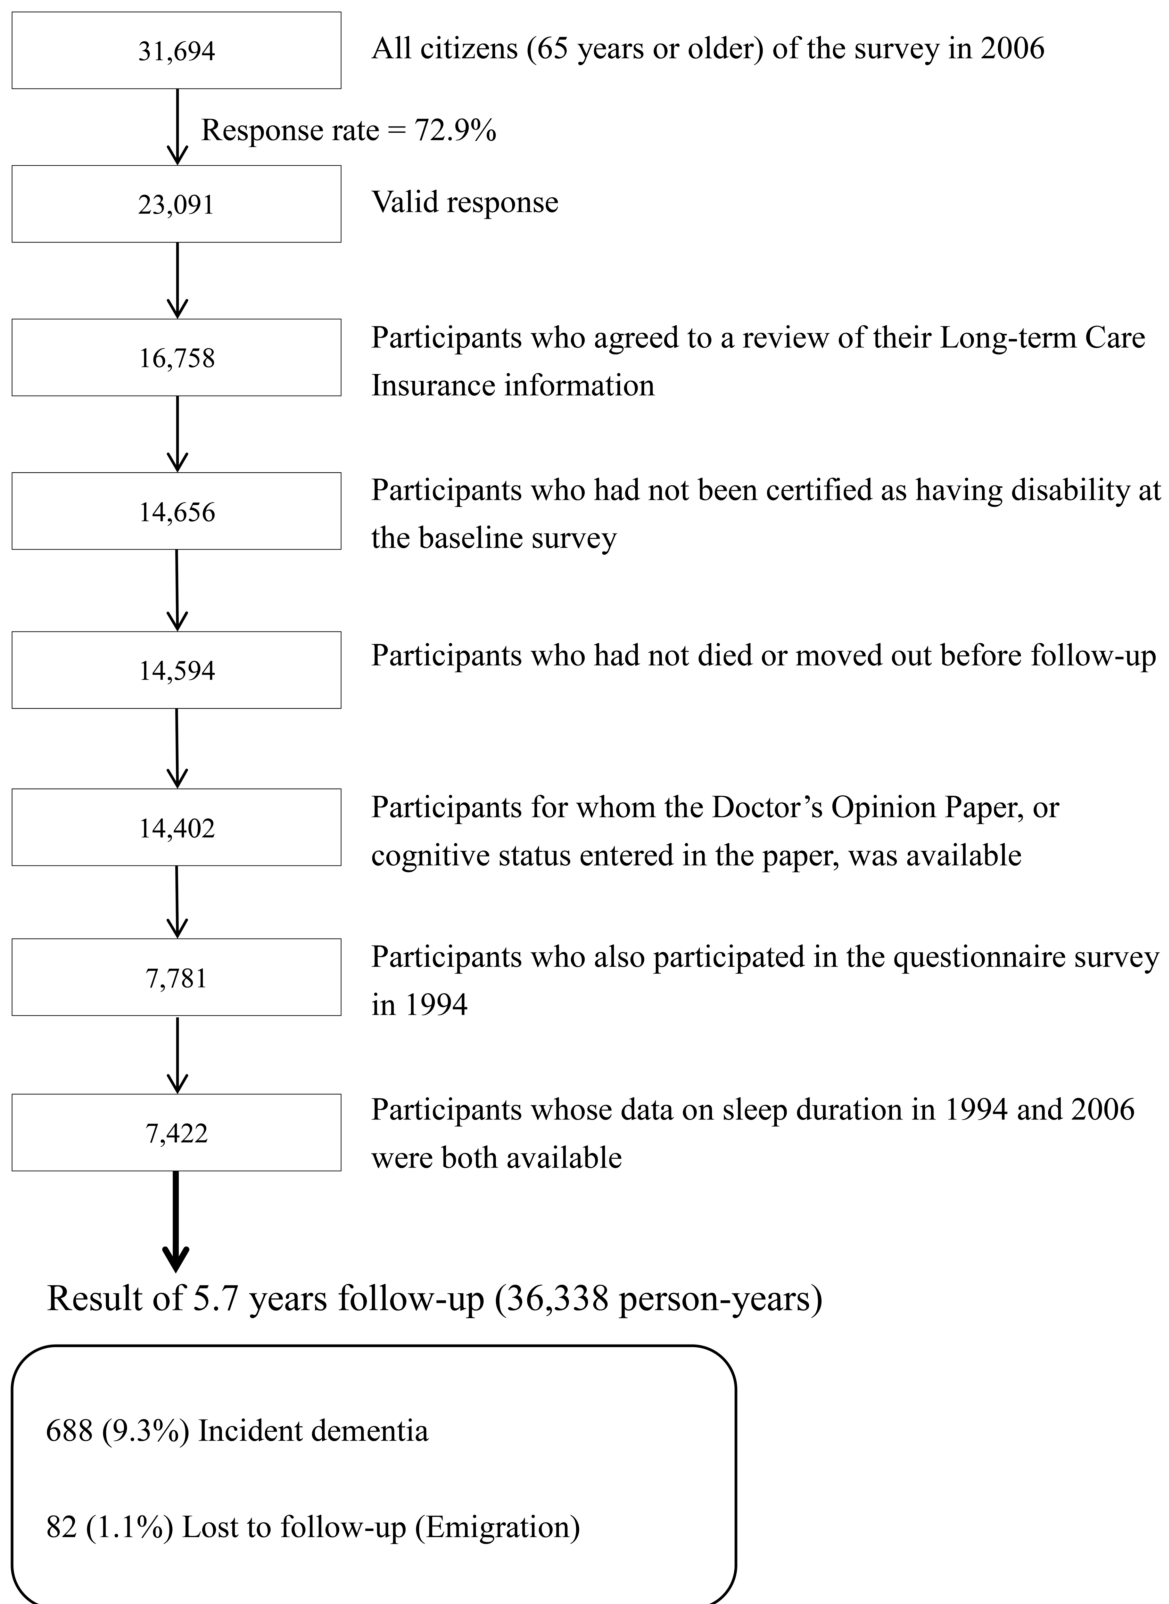 31,694
All citizens (65 years or older) of the survey in 2006
Response rate = 72.9%
23,091
Valid response
16,758
Participants who agreed to a review of their Long-term Care
Insurance information
14,656
Participants who had not been certified as having disability at
the baseline survey
14,594
Participants who had not died or moved out before follow-up
14,402
Participants for whom the Doctor’s Opinion Paper, or
cognitive status entered in the paper, was available
7,781
Participants who also participated in the questionnaire survey
in 1994
7,422
Participants whose data on sleep duration in 1994 and 2006
were both available
Result of 5.7 years follow-up (36,338 person-years)
688 (9.3%) Incident dementia
82 (1.1%) Lost to follow-up (Emigration)